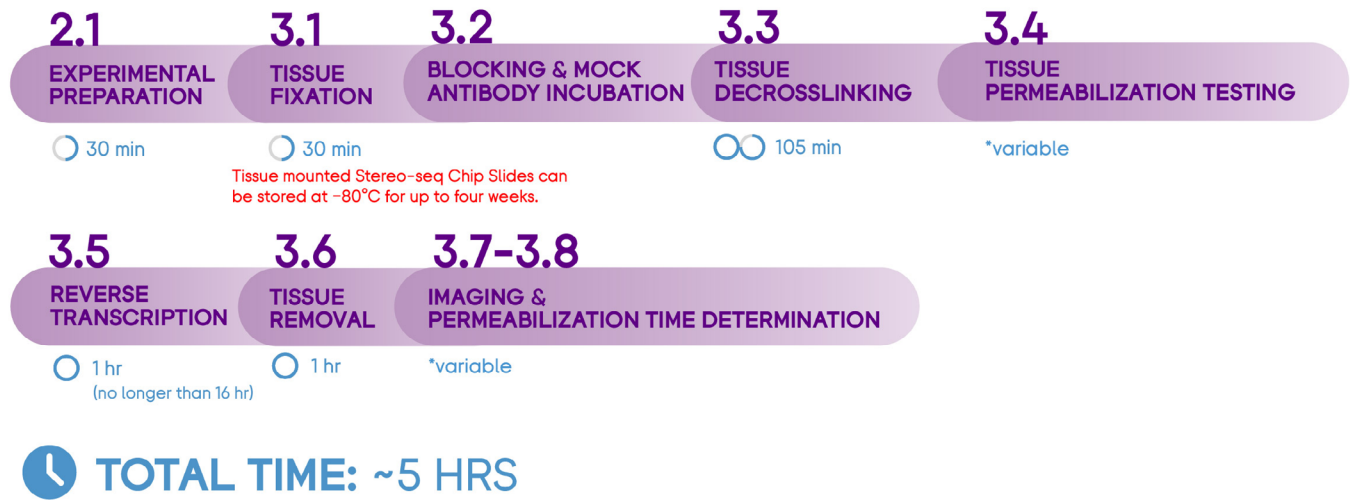 2.1
EXPERIMENTAL
PREPARATION
30 min
3.1
TISSUE
FIXATION
30 min
Tissue mounted Stereo-seq Chip Slides can
be stored at -80°C for up to four weeks.
3.2
BLOCKING & MOCK
ANTIBODY INCUBATION
3.3
TISSUE
DECROSSLINKING
105 min
3.4
TISSUE
PERMEABILIZATION TESTING
*variable
3.5
REVERSE
TRANSCRIPTION
1 hr
(no longer than 16 hr)
3.6
TISSUE
REMOVAL
1 hr
3.7-3.8
IMAGING &
PERMEABILIZATION TIME DETERMINATION
*variable
TOTAL TIME: ~5 HRS